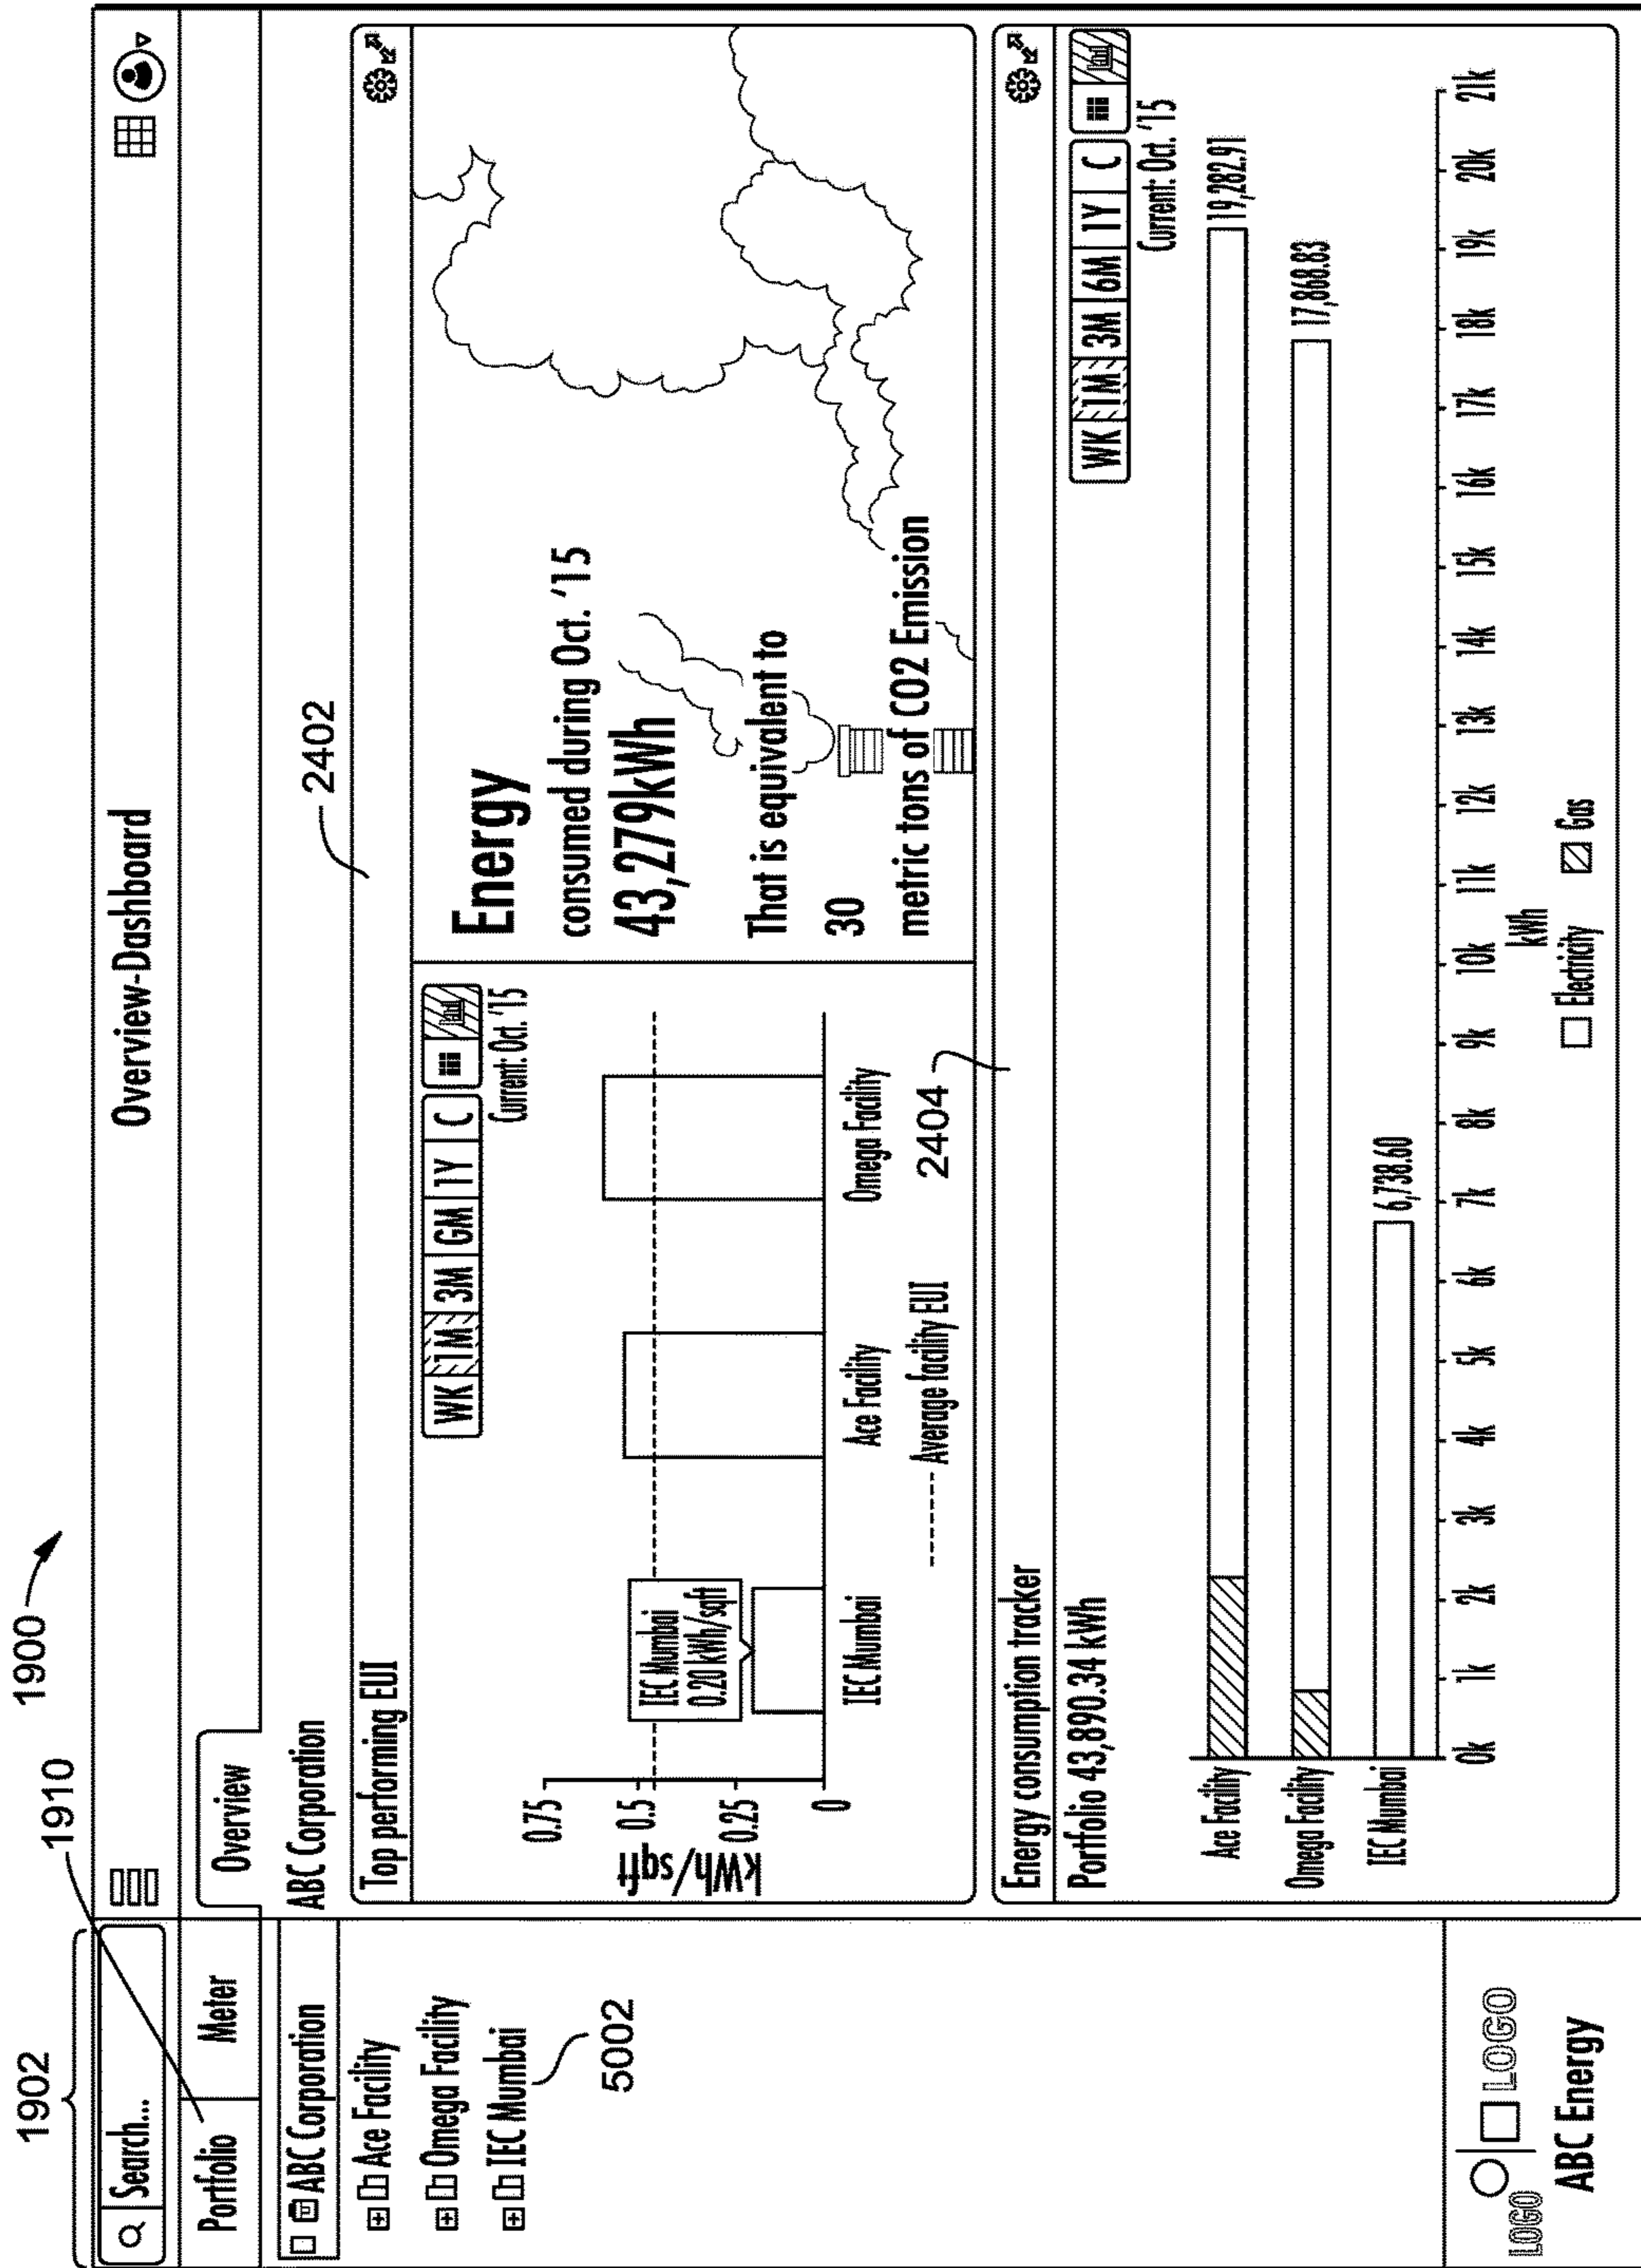 1900
1902
1910
Search...
Overview-Dashboard
Portfolio
Meter
Overview
ABC Corporation
Ace Facility
Omega Facility
IEC Mumbai
5002
LOGO
LOGO
ABC Energy
ABC Corporation
2402
Top performing EUI
WK 1M 3M GM 1Y C
Current: Oct. '15
kWh/sqft
0.75
0.5
0.25
0
IEC Mumbai
0.20 kWh/sqft
IEC Mumbai
Ace Facility
Omega Facility
Average facility EUI
Energy
consumed during Oct. '15
43,279kWh
That is equivalent to
30
metric tons of CO2 Emission
2404
Energy consumption tracker
Portfolio 43,890.34 kWh
WK 1M 3M 6M 1Y C
Current: Oct. '15
Ace Facility
19,282.91
Omega Facility
17,868.83
IEC Mumbai
6,738.60
0k 1k 2k 3k 4k 5k 6k 7k 8k 9k 10k 11k 12k 13k 14k 15k 16k 17k 18k 19k 20k 21k
kWh
Electricity Gas